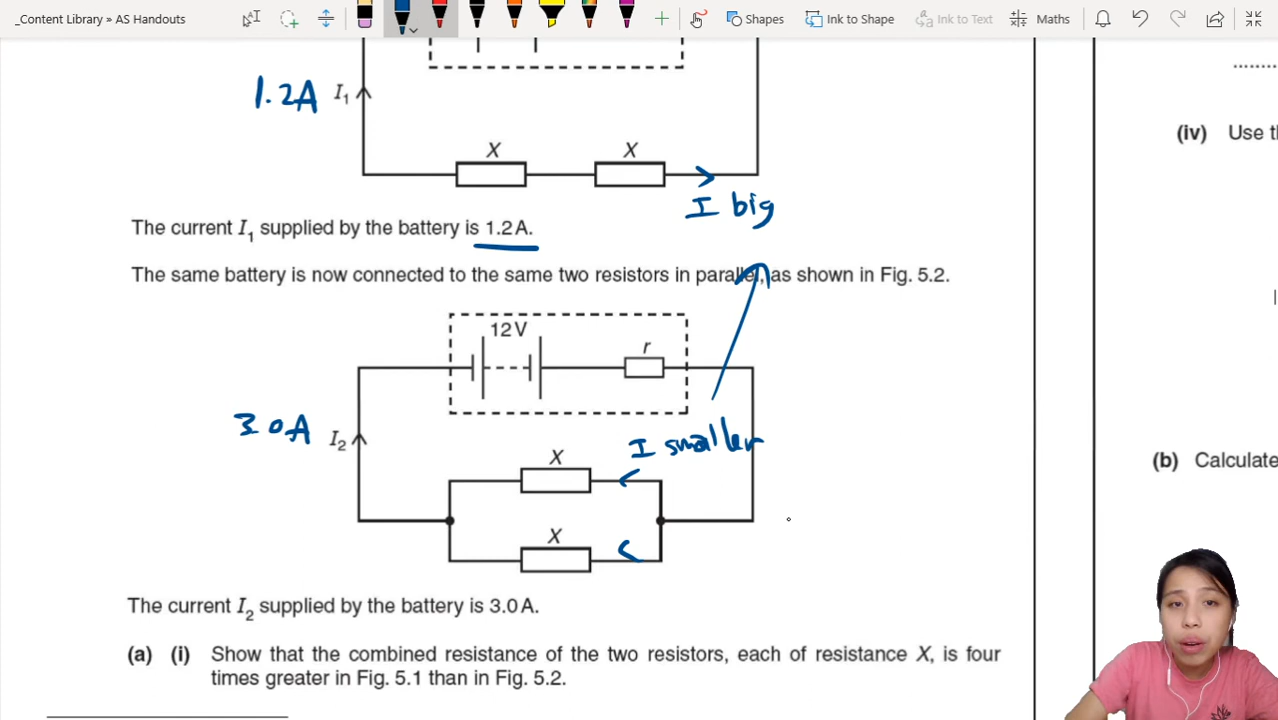 _Content Library » AS Handouts
Shapes
Ink to Shape
Ink to Text
Maths
1.2A I1
X X
I big
The current I1 supplied by the battery is 1.2A.
The same battery is now connected to the same two resistors in parallel, as shown in Fig. 5.2.
12V
r
3.0A I2
I smaller
X
X
The current I2 supplied by the battery is 3.0A.
(a) (i) Show that the combined resistance of the two resistors, each of resistance X, is four
times greater in Fig. 5.1 than in Fig. 5.2.
........
(iv) Use
(b) Calculate